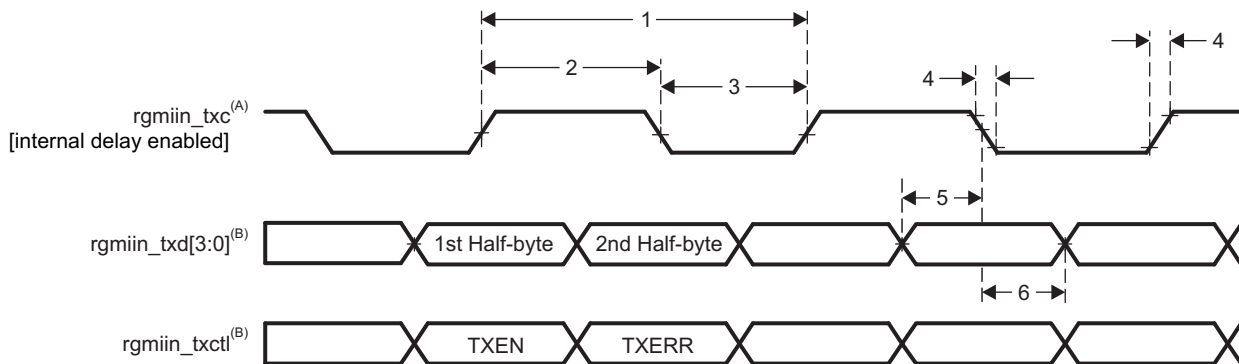 1
2
3
4
4
rgmiin_txc(A)
[internal delay enabled]
5
rgmiin_txd[3:0](B)
1st Half-byte
2nd Half-byte
6
rgmiin_txctl(B)
TXEN
TXERR